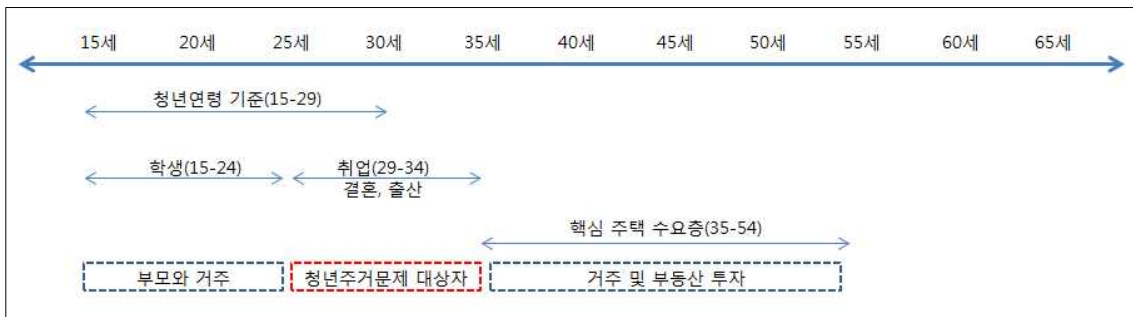 15세 20세 25세 30세 35세 40세 45세 50세 55세 60세 65세
청년연령 기준(15-29)
학생(15-24) 취업(29-34)
결혼, 출산
핵심 주택 수요층(35-54)
부모와 거주 청년주거문제 대상자 거주 및 부동산 투자